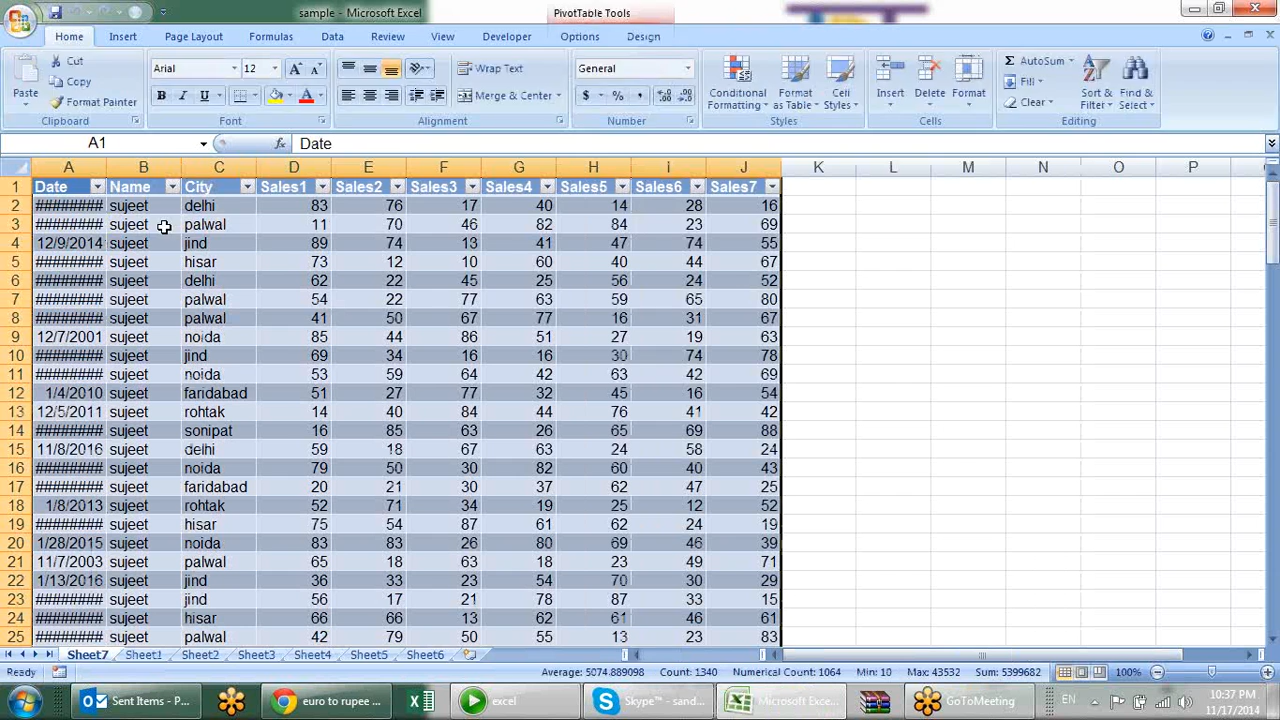 sample - Microsoft Excel
PivotTable Tools
Home Insert Page Layout Formulas Data Review View Developer Options Design
Paste
Cut
Copy
Format Painter
Clipboard
Arial 12
B I U
Font
Wrap Text
Merge & Center
Alignment
General
$ % ,
Number
Conditional Formatting
Format as Table
Cell Styles
Styles
Insert Delete Format
Cells
Σ AutoSum
Fill
Clear
Sort & Filter
Find & Select
Editing
A1 fx Date
A B C D E F G H I J K L M N O P
1 Date Name City Sales1 Sales2 Sales3 Sales4 Sales5 Sales6 Sales7
2 ######### sujeet delhi 83 76 17 40 14 28 16
3 ######### sujeet palwal 11 70 46 82 84 23 69
4 12/9/2014 sujeet jind 89 74 13 41 47 74 55
5 ######### sujeet hisar 73 12 10 60 40 44 67
6 ######### sujeet delhi 62 22 45 25 56 24 52
7 ######### sujeet palwal 54 22 77 63 59 65 80
8 ######### sujeet palwal 41 50 67 77 16 31 67
9 12/7/2001 sujeet noida 85 44 86 51 27 19 63
10 ######### sujeet jind 69 34 16 16 30 74 78
11 ######### sujeet noida 53 59 64 42 63 42 69
12 1/4/2010 sujeet faridabad 51 27 77 32 45 16 54
13 12/5/2011 sujeet rohtak 14 40 84 44 76 41 42
14 ######### sujeet sonipat 16 85 63 26 65 69 88
15 11/8/2016 sujeet delhi 59 18 67 63 24 58 24
16 ######### sujeet noida 79 50 30 82 60 40 43
17 ######### sujeet faridabad 20 21 30 37 62 47 25
18 1/8/2013 sujeet rohtak 52 71 34 19 25 12 52
19 ######### sujeet hisar 75 54 87 61 62 24 19
20 1/28/2015 sujeet noida 83 83 26 80 69 46 39
21 11/7/2003 sujeet palwal 65 18 63 18 23 49 71
22 1/13/2016 sujeet jind 36 33 23 54 70 30 29
23 ######### sujeet jind 56 17 21 78 87 33 15
24 ######### sujeet hisar 66 66 13 62 61 46 61
25 ######### sujeet palwal 42 79 50 55 13 23 83
Sheet7 Sheet1 Sheet2 Sheet3 Sheet4 Sheet5 Sheet6
Ready Average: 5074.889098 Count: 1340 Numerical Count: 1064 Min: 10 Max: 43532 Sum: 5399682 100%
Sent Items - P... euro to rupee ... excel Skype™ - sand... Microsoft Exce... GoToMeeting EN 10:37 PM
11/17/2014